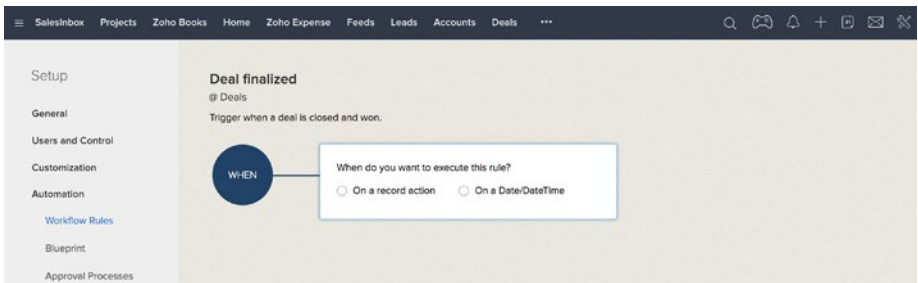 SalesInbox Projects Zoho Books Home Zoho Expense Feeds Leads Accounts Deals ...
Setup
General
Users and Control
Customization
Automation
Workflow Rules
Blueprint
Approval Processes
Deal finalized
@ Deals
Trigger when a deal is closed and won.
WHEN
When do you want to execute this rule?
On a record action On a Date/DateTime